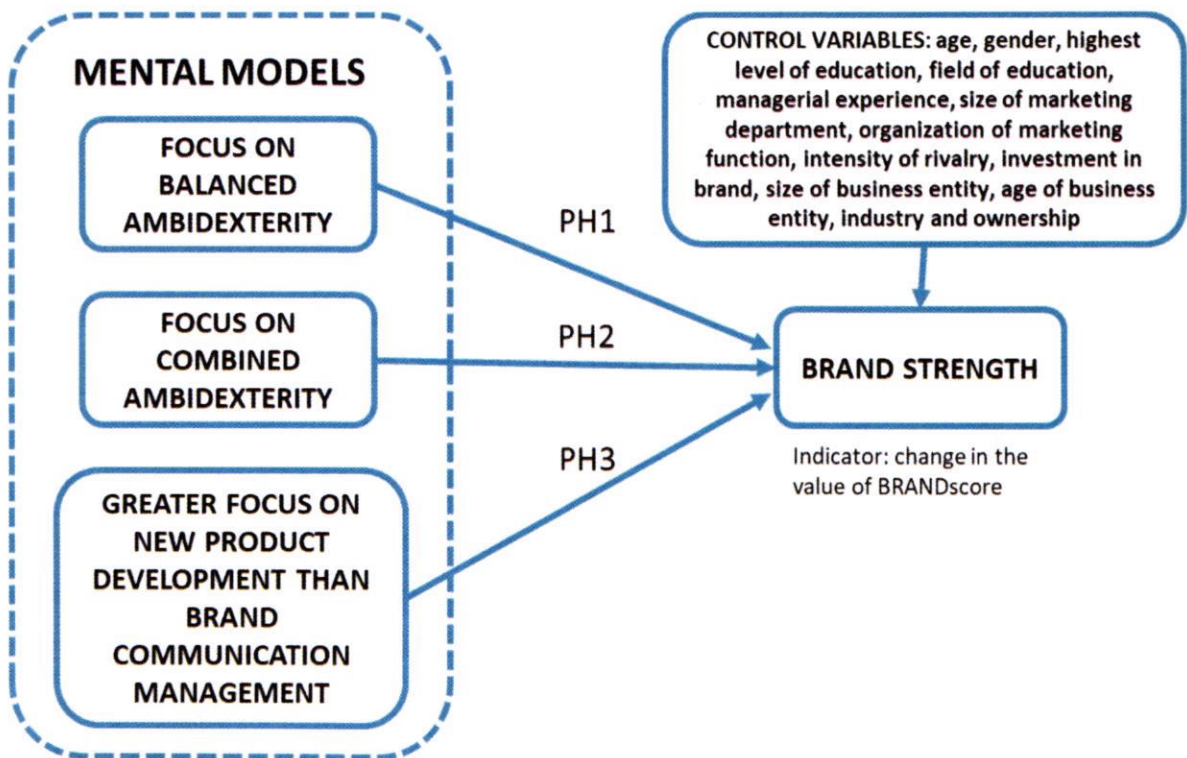 MENTAL MODELS
FOCUS ON
BALANCED
AMBIDEXTERITY
FOCUS ON
COMBINED
AMBIDEXTERITY
GREATER FOCUS ON
NEW PRODUCT
DEVELOPMENT THAN
BRAND
COMMUNICATION
MANAGEMENT
PH1
PH2
PH3
CONTROL VARIABLES: age, gender, highest
level of education, field of education,
managerial experience, size of marketing
department, organization of marketing
function, intensity of rivalry, investment in
brand, size of business entity, age of business
entity, industry and ownership
BRAND STRENGTH
Indicator: change in the
value of BRANDscore